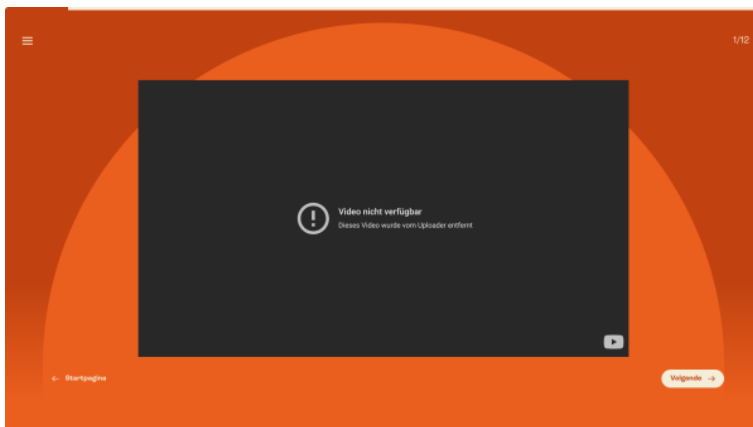 1/12
Video nicht verfügbar
Dieses Video wurde vom Uploader entfernt
← Startpagina
Volgende →